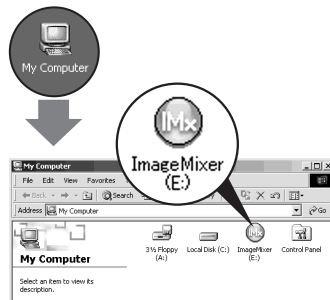 My Computer
IMx
ImageMixer
(E:)
My Computer
File Edit View Favorites
Back Search
Address My Computer Go
3½ Floppy (A:)
Local Disk (C:)
ImageMixer (E:)
Control Panel
My Computer
Select an item to view its
description.